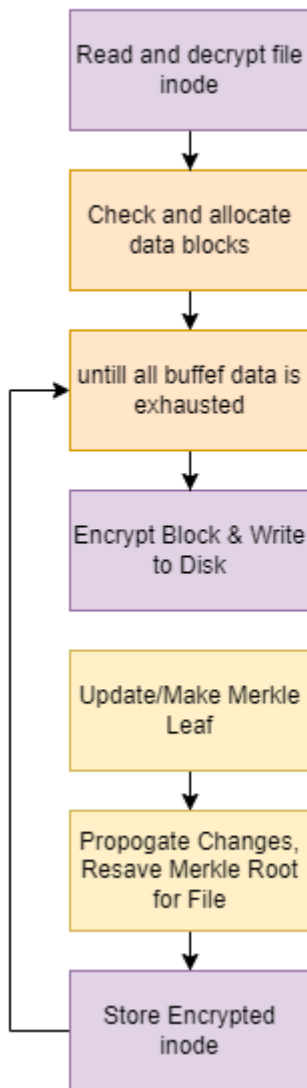 Read and decrypt file
inode
Check and allocate
data blocks
untill all buffef data is
exhausted
Encrypt Block & Write
to Disk
Update/Make Merkle
Leaf
Propogate Changes,
Resave Merkle Root
for File
Store Encrypted
inode